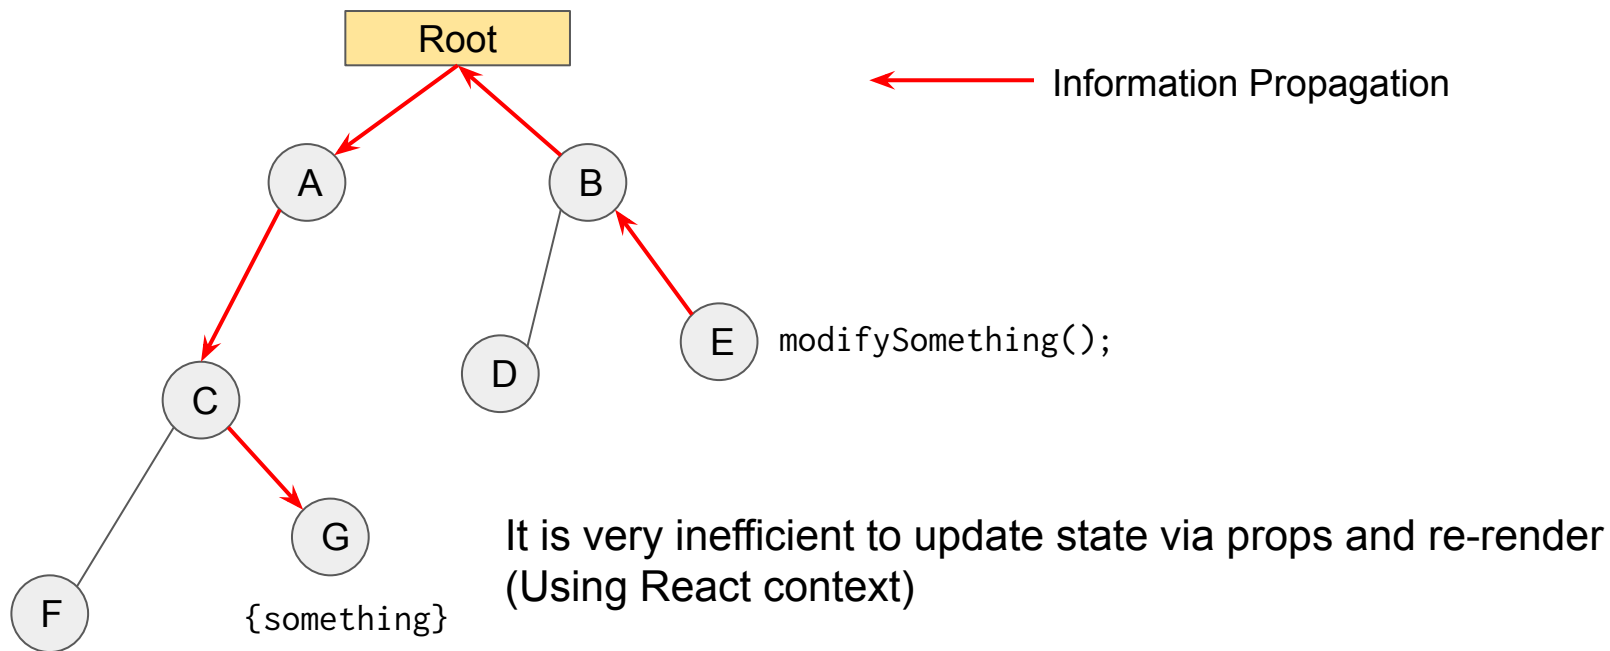 Root
Information Propagation
A
B
E
modifySomething();
D
C
G
It is very inefficient to update state via props and re-render
(Using React context)
F
{something}